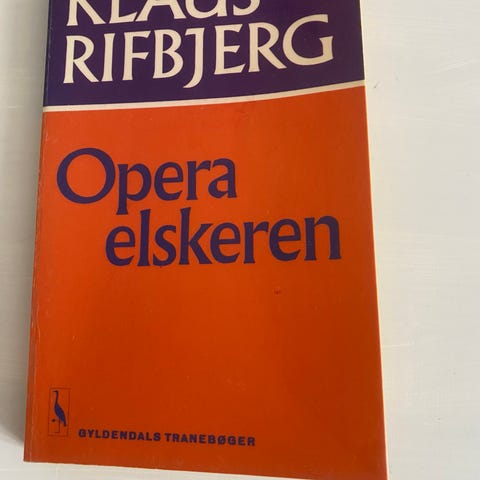 KLAUS
RIFBJERG
Opera
elskeren
GYLDENDALS TRANEBØGER